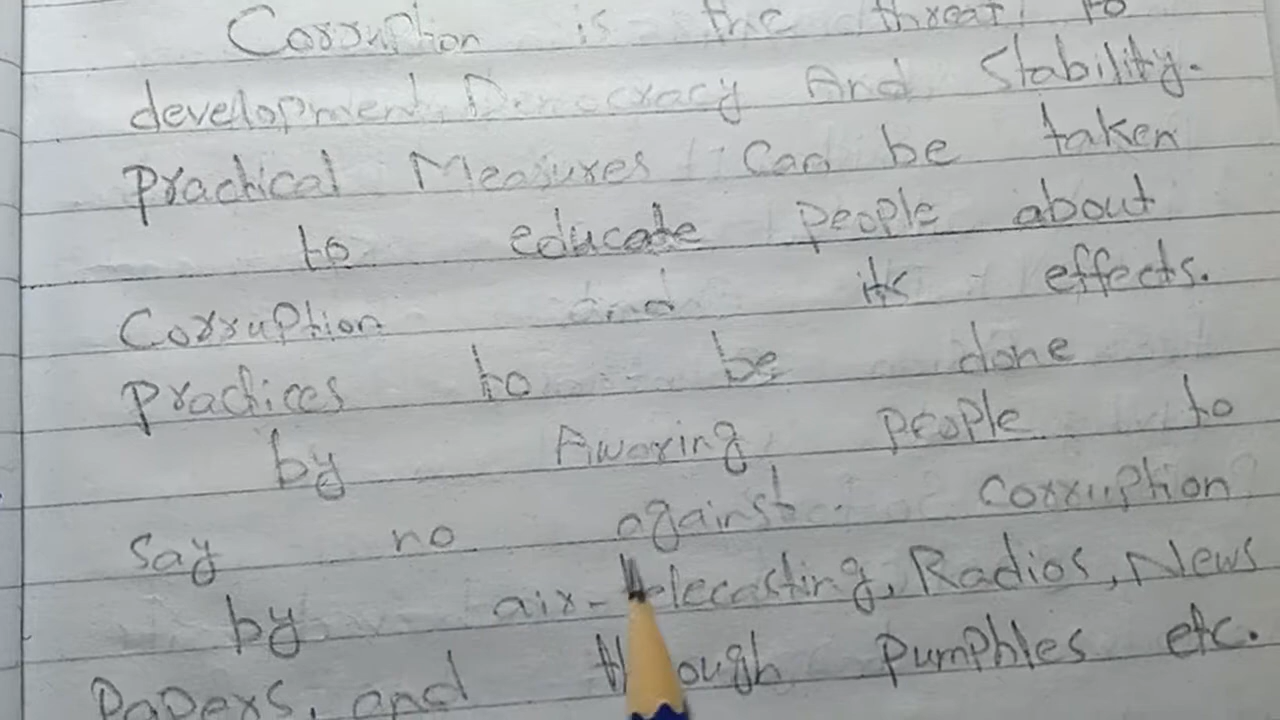 Corruption is the threat to
development Democracy And Stability.
practical Measures Can be taken
to educate people about
Corruption and its effects.
practices to be done
by Awaring people to
Say no against corruption
by air-telecasting, Radios, News
Papers, and through Pumphles etc.